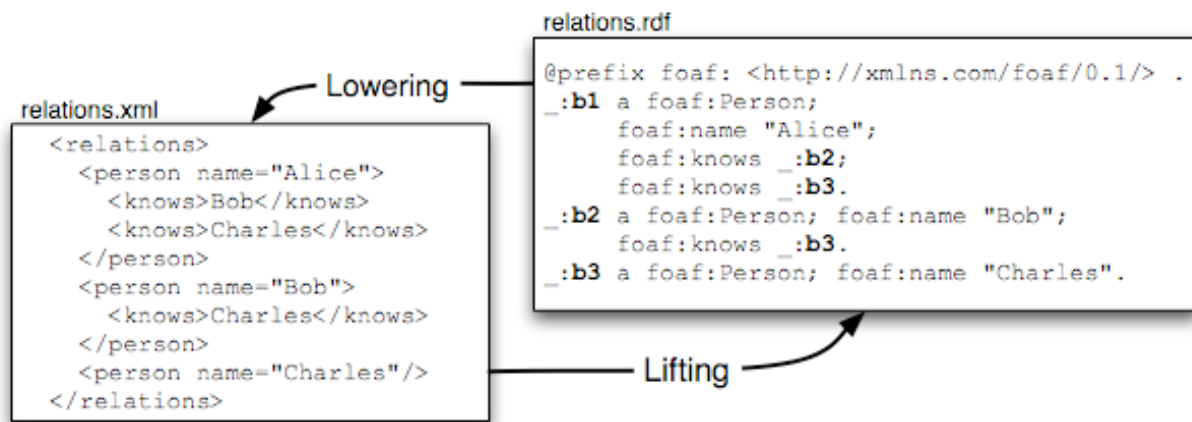 relations.rdf
@prefix foaf: <http://xmlns.com/foaf/0.1/> .
_:b1 a foaf:Person;
foaf:name "Alice";
foaf:knows _:b2;
foaf:knows _:b3.
_:b2 a foaf:Person; foaf:name "Bob";
foaf:knows _:b3.
_:b3 a foaf:Person; foaf:name "Charles".
Lowering
relations.xml
<relations>
<person name="Alice">
<knows>Bob</knows>
<knows>Charles</knows>
</person>
<person name="Bob">
<knows>Charles</knows>
</person>
<person name="Charles"/>
</relations>
Lifting